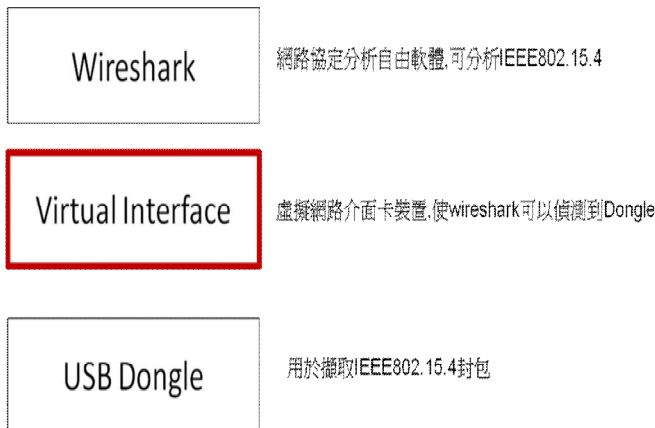 Wireshark
網路協定分析自由軟體,可分析IEEE802.15.4
Virtual Interface
虛擬網路介面卡裝置,使wireshark可以偵測到Dongle
USB Dongle
用於擷取IEEE802.15.4封包